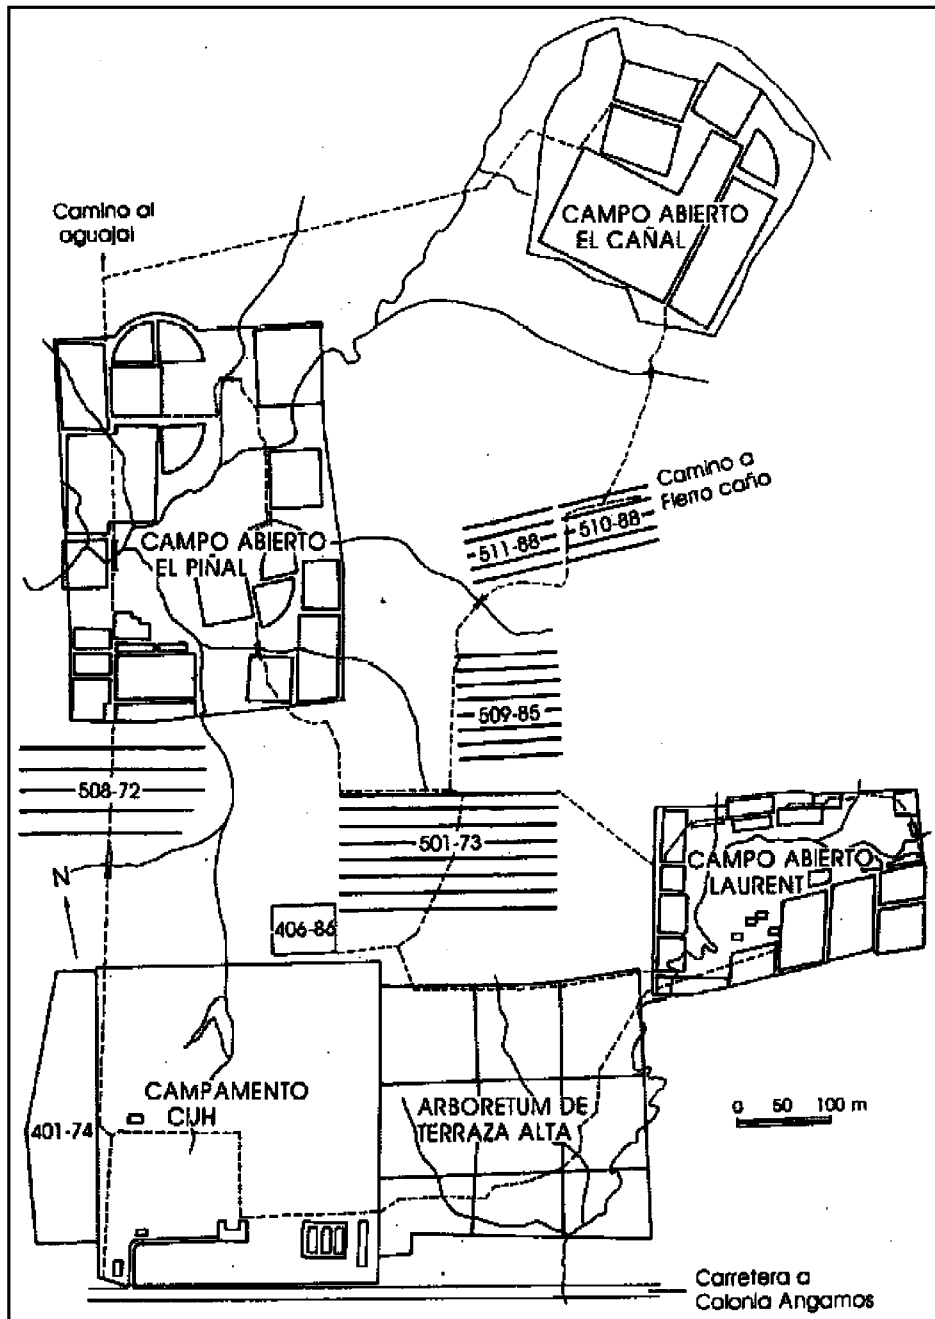 Camino al
aguajal
CAMPO ABIERTO
EL CAÑAL
Camino a
Fierro caño
511-88
510-88
CAMPO ABIERTO
EL PIÑAL
509-85
508-72
501-73
CAMPO ABIERTO
LAURENT
N
406-86
CAMPAMENTO
CIJH
401-74
ARBORETUM DE
TERRAZA ALTA
0 50 100 m
Carretera a
Colonia Angamos